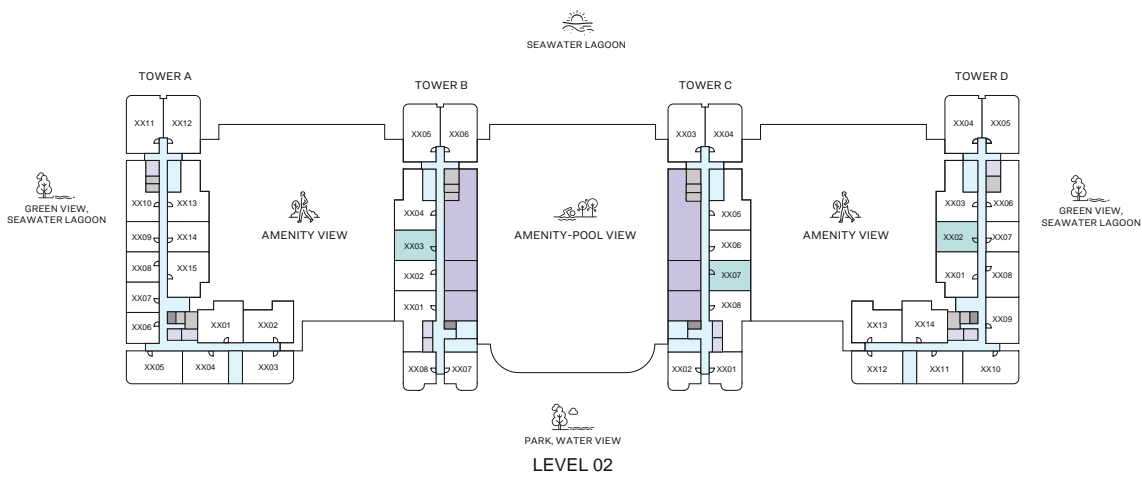 SEAWATER LAGOON
TOWER A
TOWER B
TOWER C
TOWER D
XX11
XX12
XX05
XX06
XX03
XX04
XX04
XX05
GREEN VIEW,
SEAWATER LAGOON
XX10
XX13
XX09
XX14
XX08
XX15
XX07
XX06
XX01
XX02
XX05
XX04
XX03
AMENITY VIEW
XX04
XX03
XX02
XX01
XX08
XX07
AMENITY-POOL VIEW
XX05
XX06
XX07
XX08
XX02
XX01
AMENITY VIEW
XX03
XX06
XX02
XX07
XX01
XX08
XX09
XX13
XX14
XX12
XX11
XX10
GREEN VIEW,
SEAWATER LAGOON
PARK, WATER VIEW
LEVEL 02